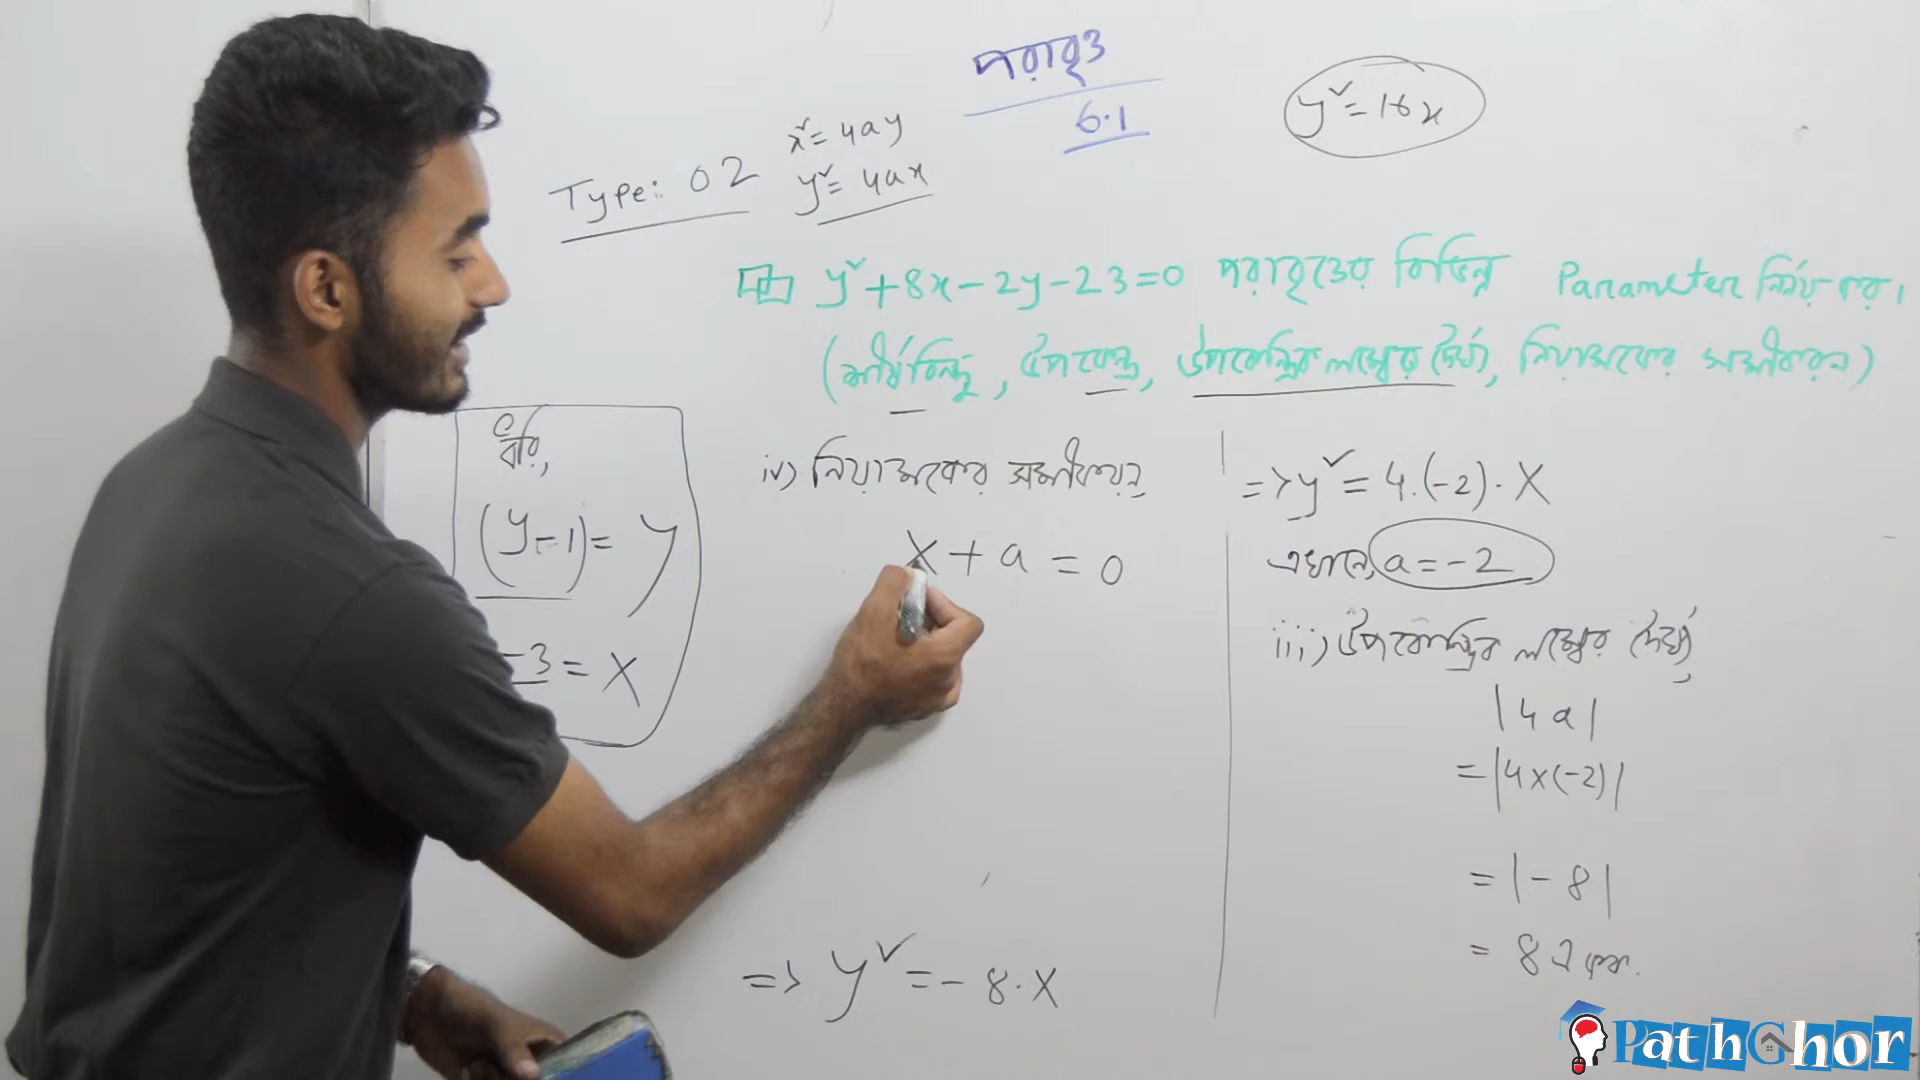 পরাবৃত্ত
6.1
y² = 16x
Type: 02
x² = 4ay
y² = 4ax
y² + 8x - 2y - 23 = 0 পরাবৃত্তের বিভিন্ন Parameter নির্ণয় কর।
(শীর্ষবিন্দু, উপকেন্দ্র, উপকেন্দ্রিক লম্বের দৈর্ঘ্য, নিয়ামকের সমীকরণ)
ধরি,
(y-1) = Y
-3 = X
iv) নিয়ামকের সমীকরণ,
X + a = 0
=> Y² = -8.X
=> y² = 4.(-2).X
এখানে, a = -2
iii) উপকেন্দ্রিক লম্বের দৈর্ঘ্য,
|4a|
= |4×(-2)|
= |-8|
= 8 একক.
PathGhor